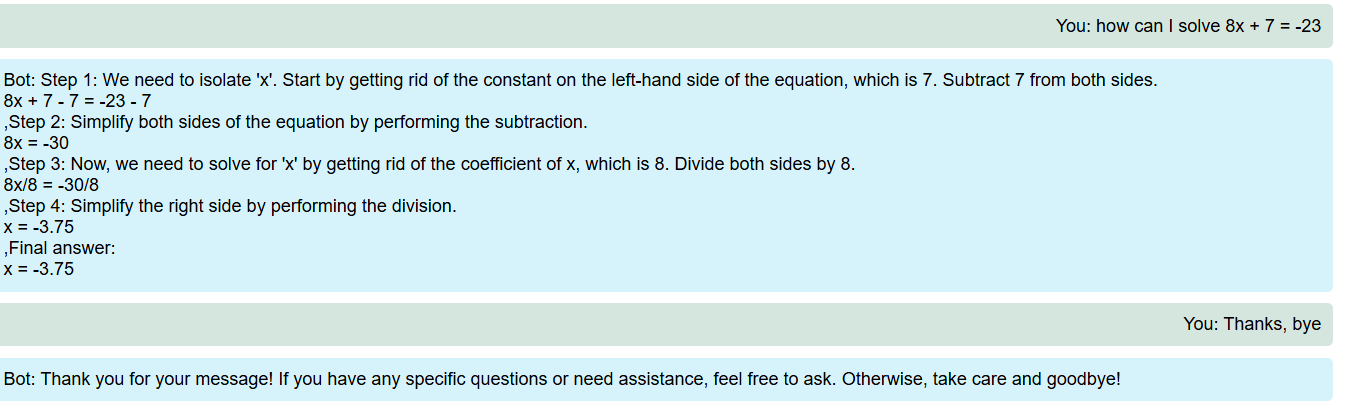 You: how can I solve 8x + 7 = -23
Bot: Step 1: We need to isolate 'x'. Start by getting rid of the constant on the left-hand side of the equation, which is 7. Subtract 7 from both sides.
8x + 7 - 7 = -23 - 7
,Step 2: Simplify both sides of the equation by performing the subtraction.
8x = -30
,Step 3: Now, we need to solve for 'x' by getting rid of the coefficient of x, which is 8. Divide both sides by 8.
8x/8 = -30/8
,Step 4: Simplify the right side by performing the division.
x = -3.75
,Final answer:
x = -3.75
You: Thanks, bye
Bot: Thank you for your message! If you have any specific questions or need assistance, feel free to ask. Otherwise, take care and goodbye!